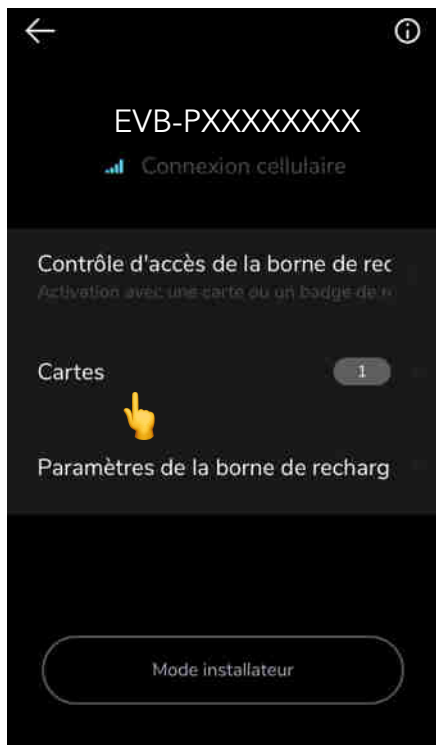 EVB-PXXXXXXXX
Connexion cellulaire
Contrôle d'accès de la borne de rec
Activation avec une carte ou un badge de r
Cartes
1
Paramètres de la borne de recharg
Mode installateur